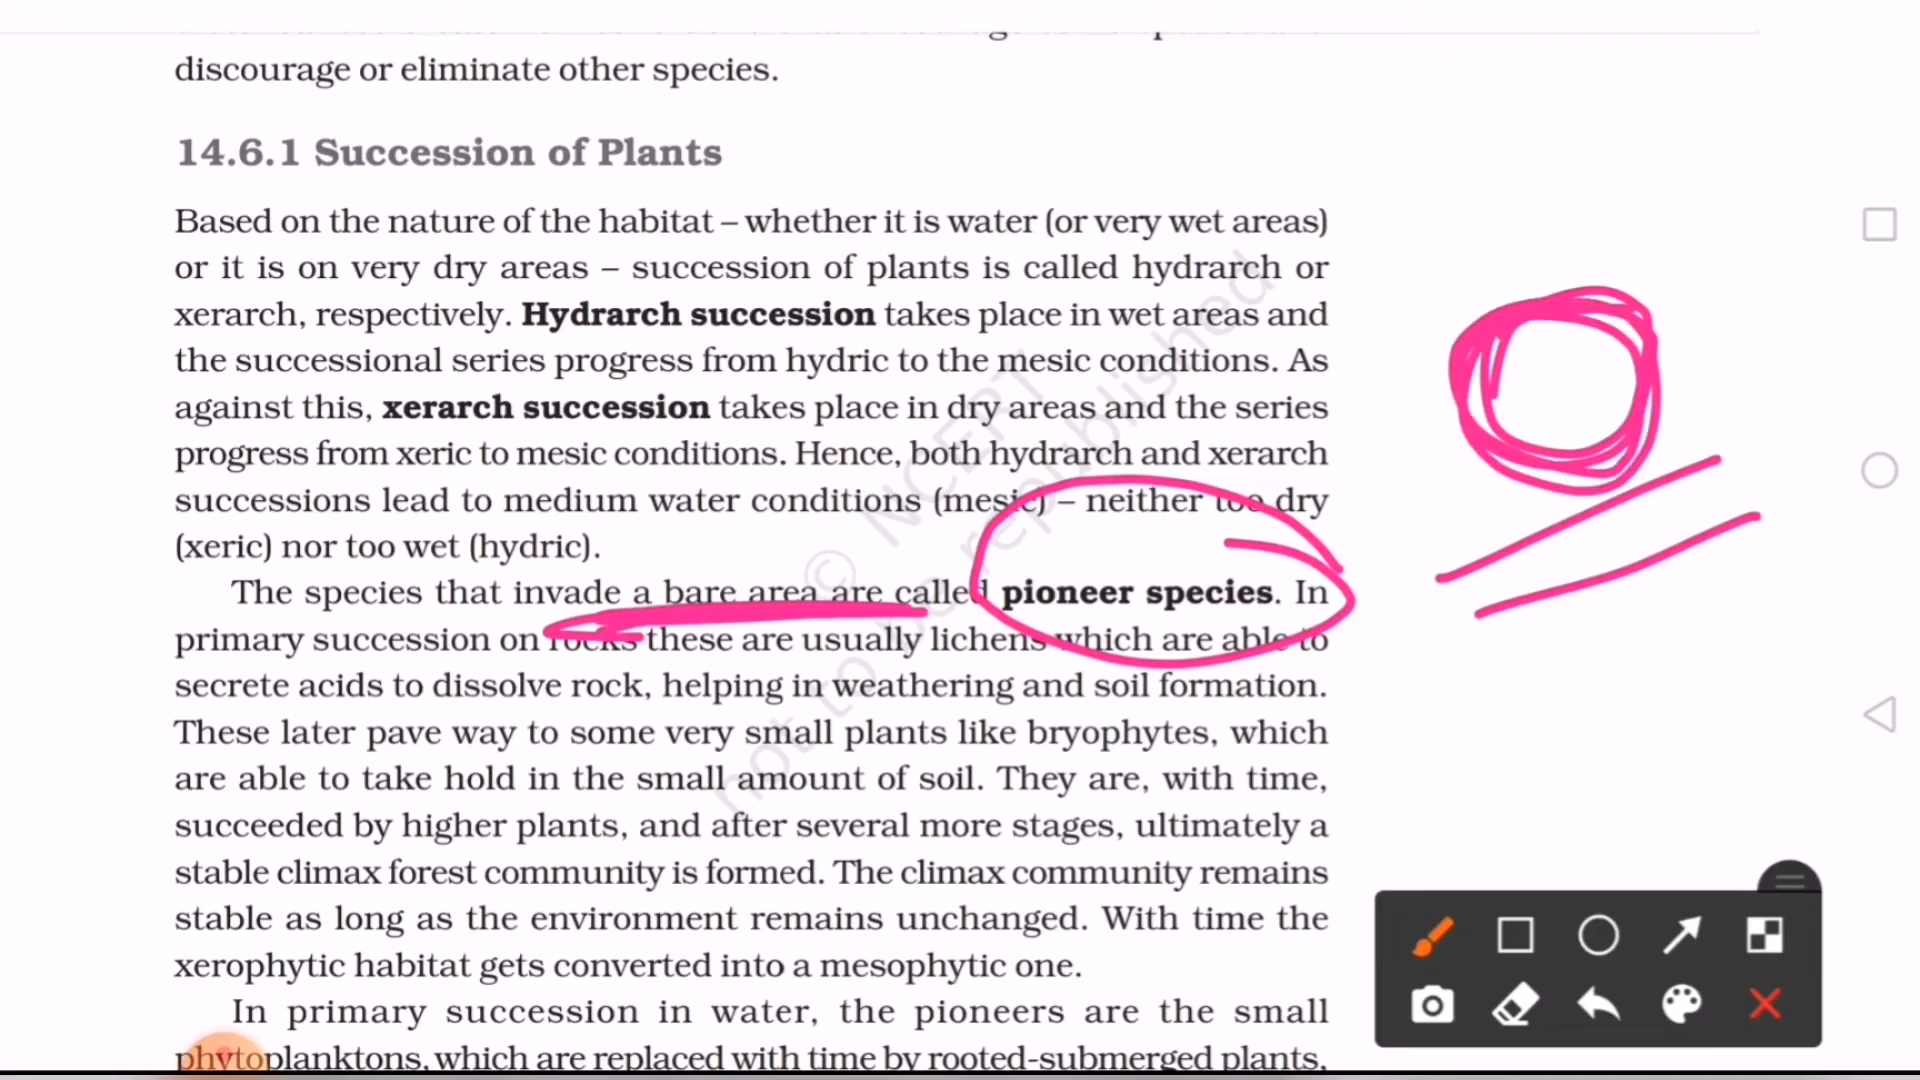 discourage or eliminate other species.
14.6.1 Succession of Plants
Based on the nature of the habitat – whether it is water (or very wet areas)
or it is on very dry areas – succession of plants is called hydrarch or
xerarch, respectively. Hydrarch succession takes place in wet areas and
the successional series progress from hydric to the mesic conditions. As
against this, xerarch succession takes place in dry areas and the series
progress from xeric to mesic conditions. Hence, both hydrarch and xerarch
successions lead to medium water conditions (mesic) – neither too dry
(xeric) nor too wet (hydric).
The species that invade a bare area are called pioneer species. In
primary succession on rocks these are usually lichens which are able to
secrete acids to dissolve rock, helping in weathering and soil formation.
These later pave way to some very small plants like bryophytes, which
are able to take hold in the small amount of soil. They are, with time,
succeeded by higher plants, and after several more stages, ultimately a
stable climax forest community is formed. The climax community remains
stable as long as the environment remains unchanged. With time the
xerophytic habitat gets converted into a mesophytic one.
In primary succession in water, the pioneers are the small
phytoplanktons, which are replaced with time by rooted-submerged plants,
© NCERT
not to be republished